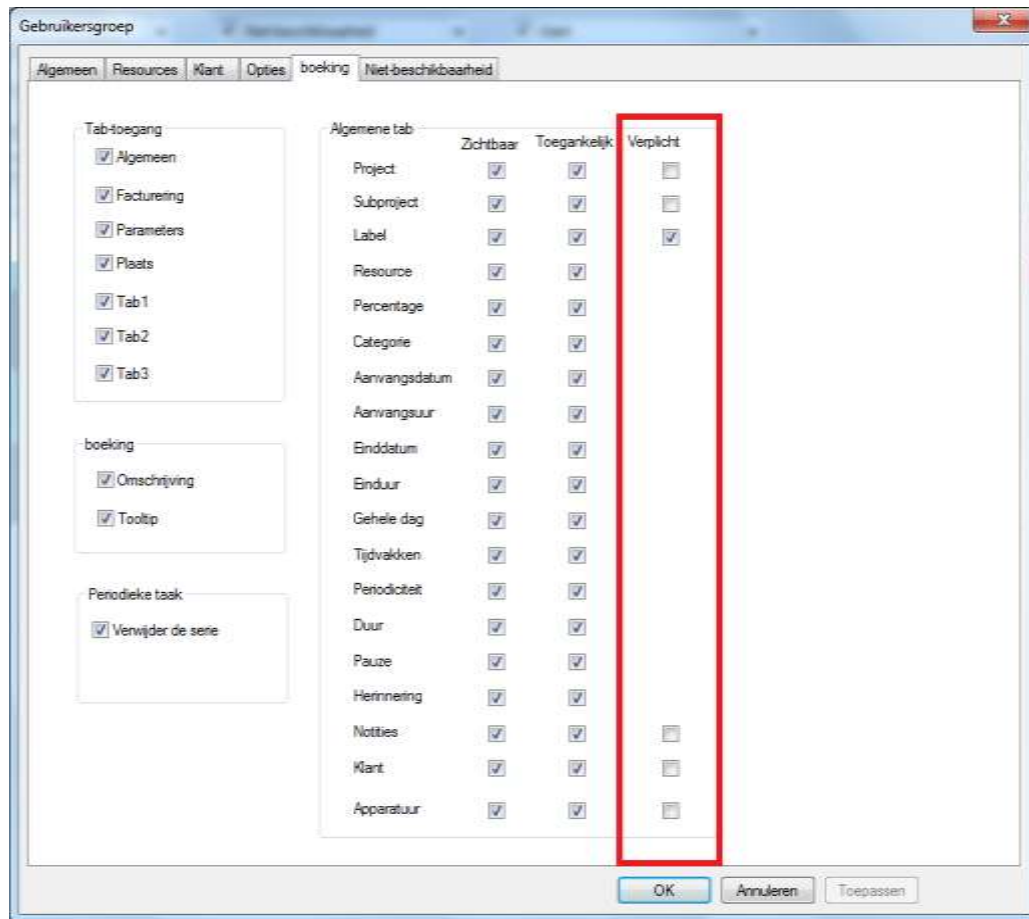 Gebruikersgroep
Algemeen Resources Klant Opties boeking Niet-beschikbaarheid
Tab-toegang
Algemeen
Facturering
Parameters
Plaats
Tab1
Tab2
Tab3
boeking
Omschrijving
Tooltip
Periodieke taak
Verwijder de serie
Algemene tab
Zichtbaar Toegankelijk Verplicht
Project
Subproject
Label
Resource
Percentage
Categorie
Aanvangsdatum
Aanvangsuur
Einddatum
Einduur
Gehele dag
Tijdvakken
Periodiciteit
Duur
Pauze
Herinnering
Notities
Klant
Apparatuur
OK Annuleren Toepassen